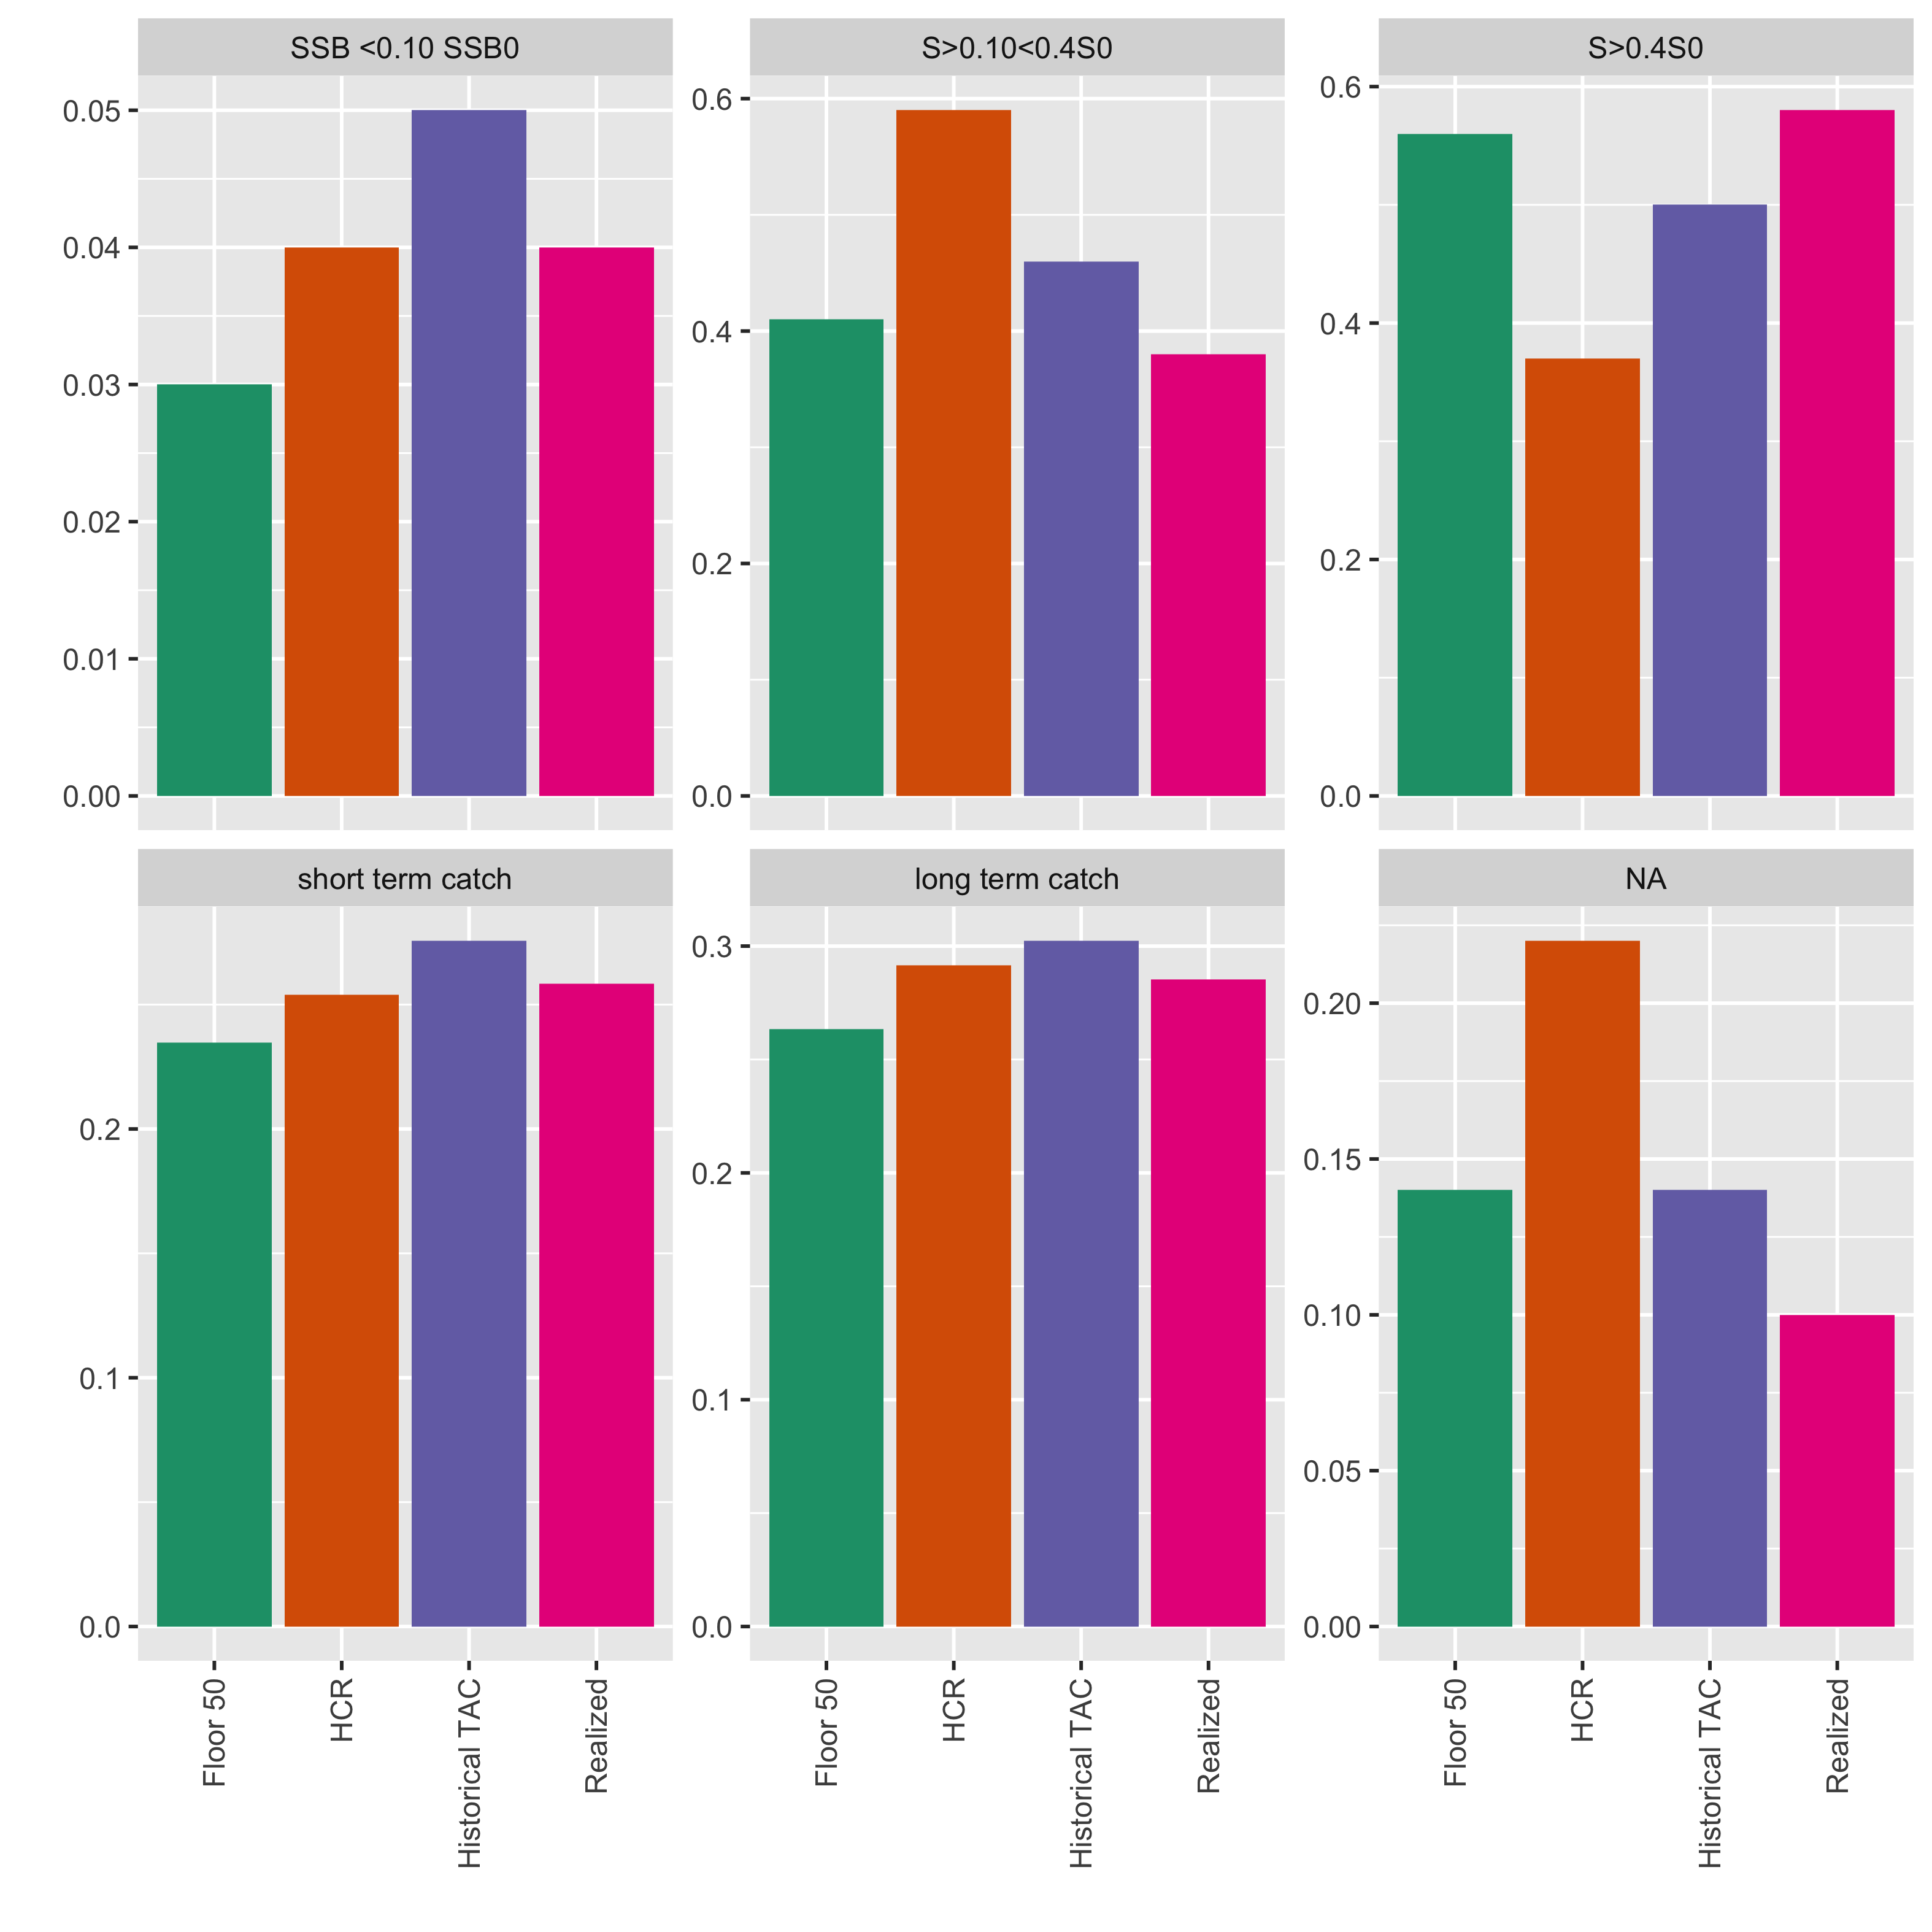 SSB <0.10 SSB0
S>0.10<0.4S0
S>0.4S0
0.05
0.04
0.03
0.02
0.01
0.00
0.6
0.4
0.2
0.0
0.6
0.4
0.2
0.0
short term catch
long term catch
NA
0.2
0.1
0.0
0.3
0.2
0.1
0.0
0.20
0.15
0.10
0.05
0.00
Floor 50
HCR
Historical TAC
Realized
Floor 50
HCR
Historical TAC
Realized
Floor 50
HCR
Historical TAC
Realized